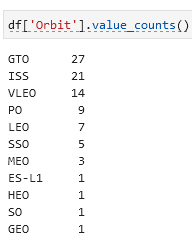 df['Orbit'].value_counts()
GTO 27
ISS 21
VLEO 14
PO 9
LEO 7
SSO 5
MEO 3
ES-L1 1
HEO 1
SO 1
GEO 1